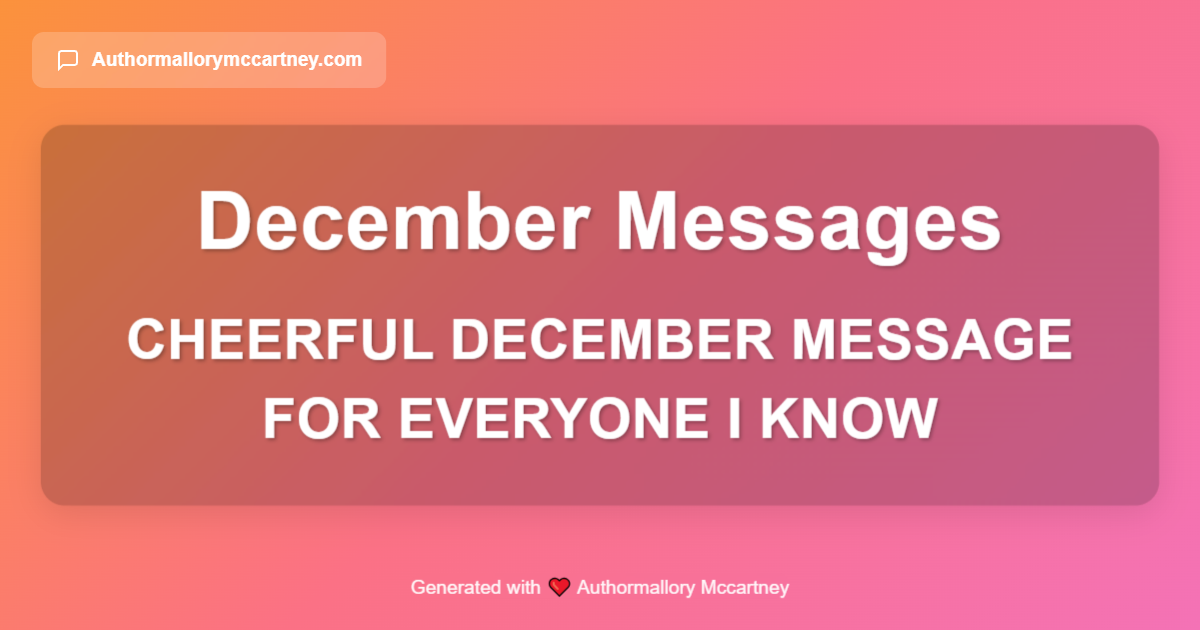 Authormallorymccartney.com
December Messages
CHEERFUL DECEMBER MESSAGE
FOR EVERYONE I KNOW
Generated with ❤️ Authormallory Mccartney